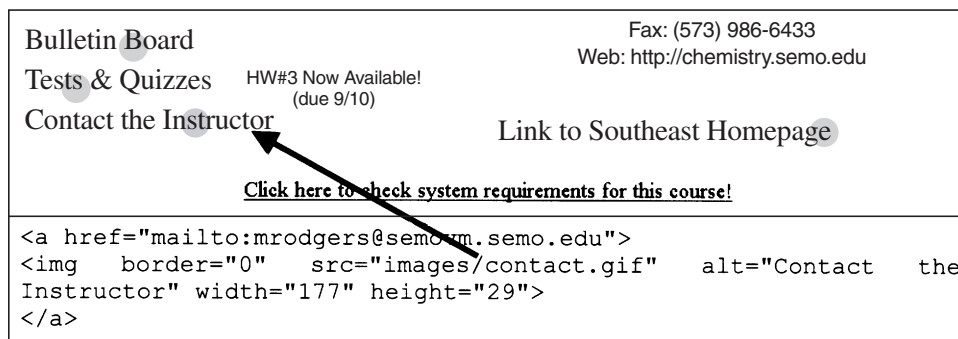 Bulletin Board
Tests & Quizzes
Contact the Instructor
HW#3 Now Available!
(due 9/10)
Fax: (573) 986-6433
Web: http://chemistry.semo.edu
Link to Southeast Homepage
Click here to check system requirements for this course!
<a href="mailto:mrodgers@semovm.semo.edu">
<img border="0" src="images/contact.gif" alt="Contact the
Instructor" width="177" height="29">
</a>